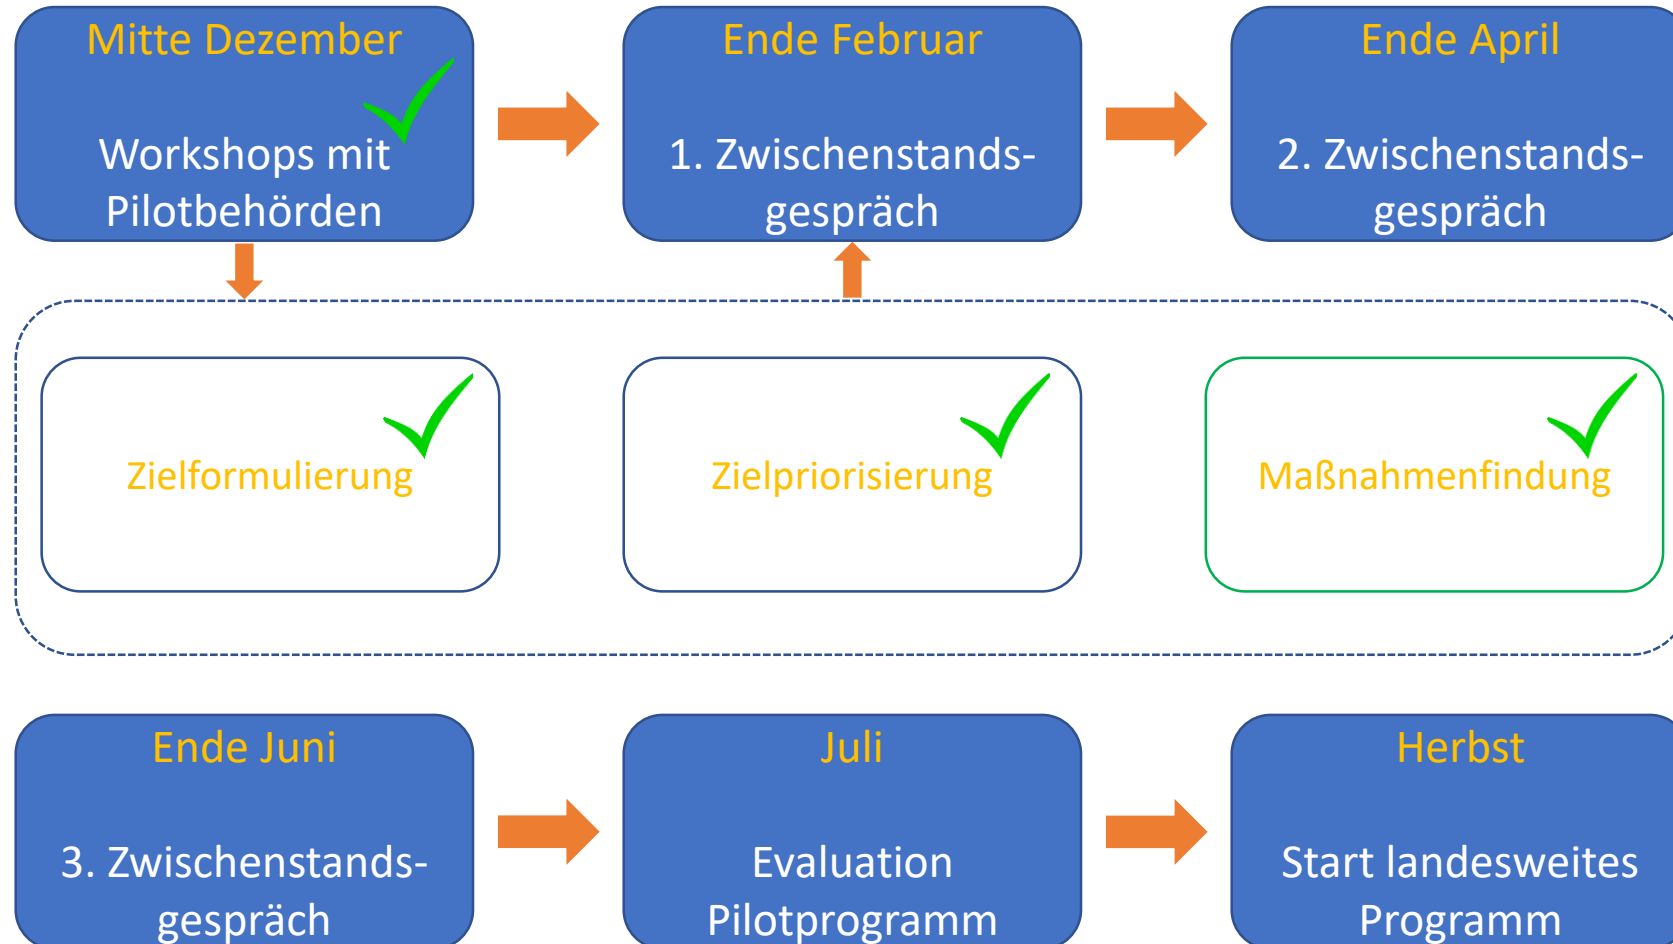 Mitte Dezember
Workshops mit
Pilotbehörden
Ende Februar
1. Zwischenstands-
gespräch
Ende April
2. Zwischenstands-
gespräch
Zielformulierung
Zielpriorisierung
Maßnahmenfindung
Ende Juni
3. Zwischenstands-
gespräch
Juli
Evaluation
Pilotprogramm
Herbst
Start landesweites
Programm